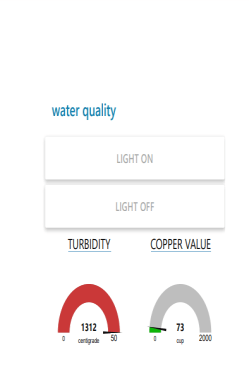 water quality
LIGHT ON
LIGHT OFF
TURBIDITY COPPER VALUE
1312 73
0 centigrade 50 0 cup 2000